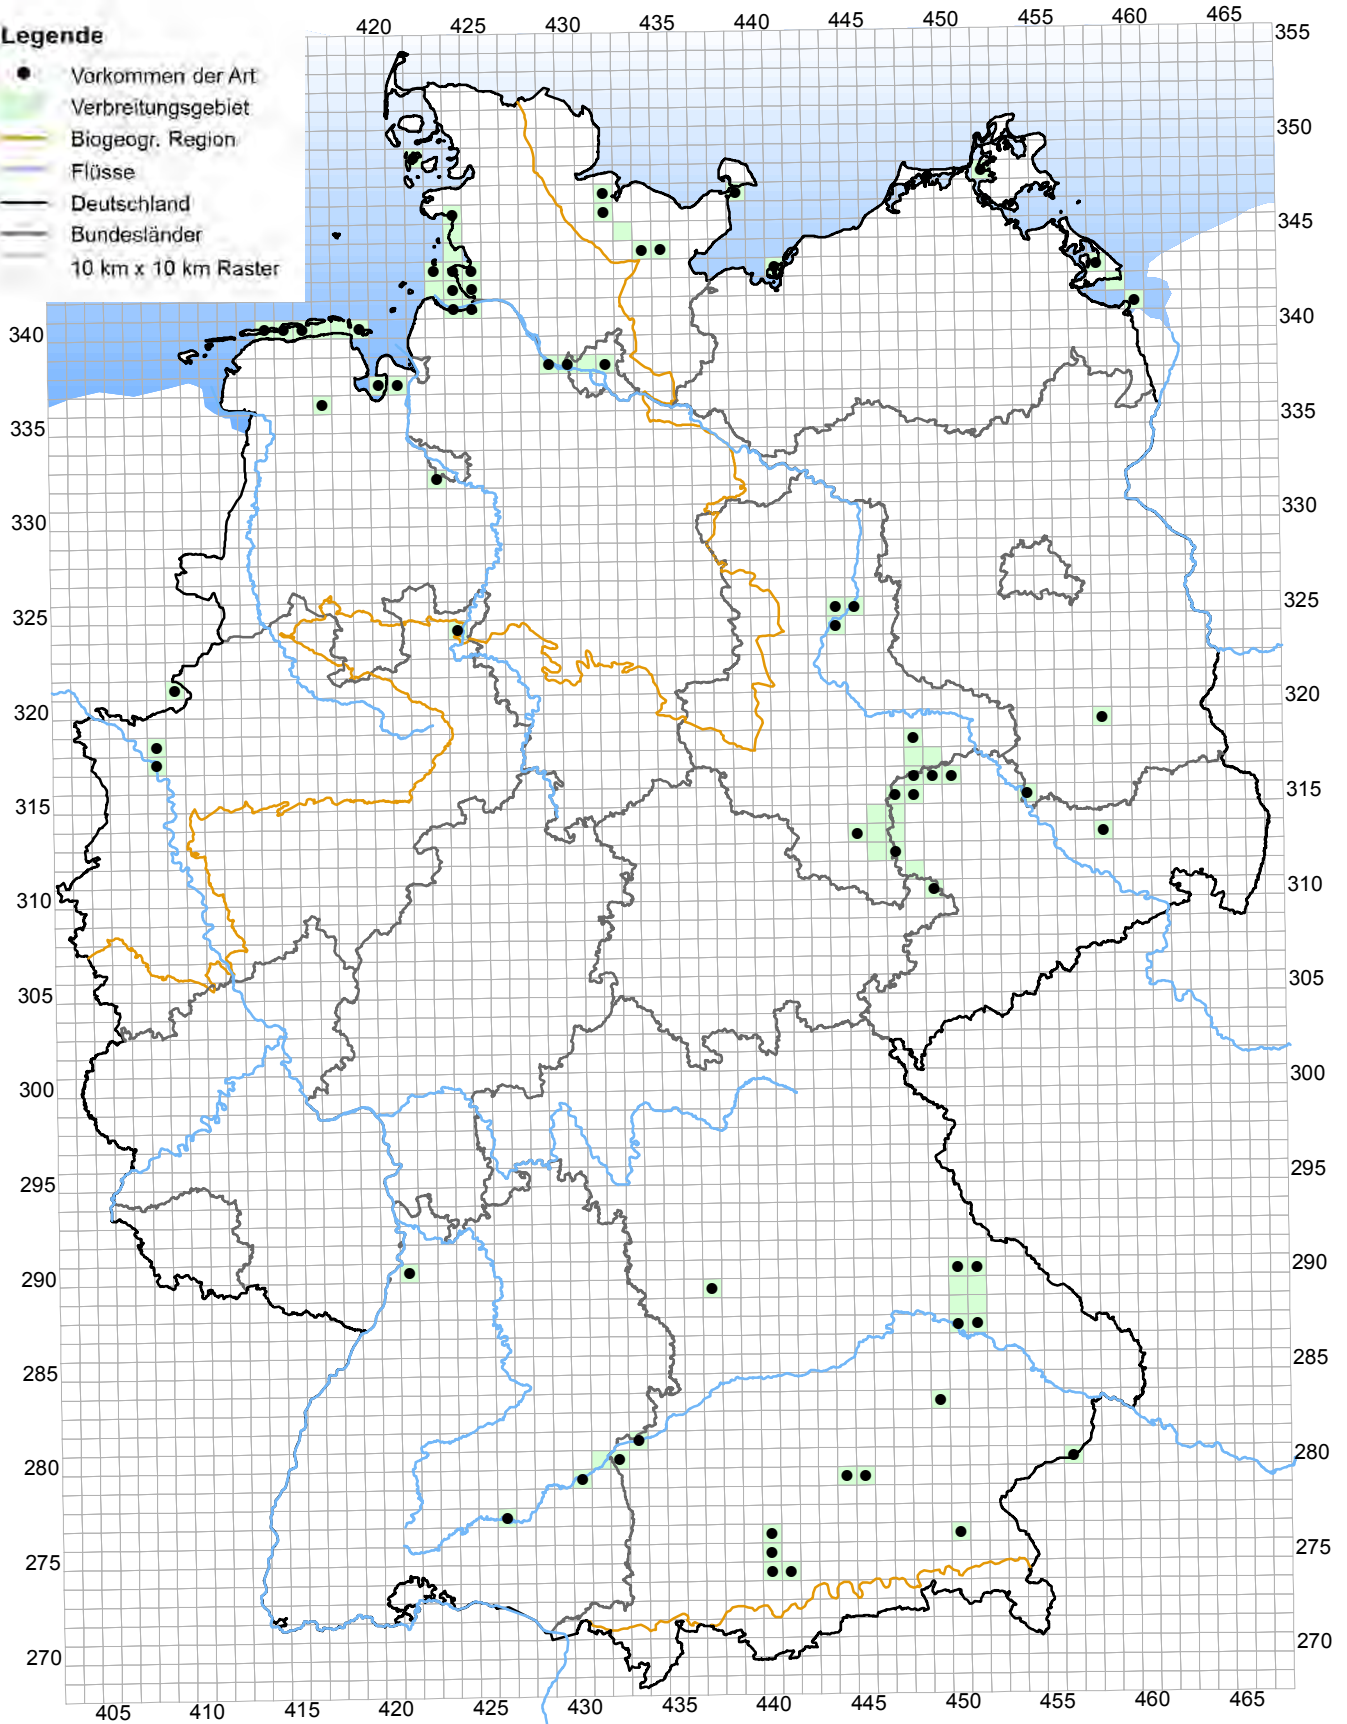 Legende
Vorkommen der Art
Verbreitungsgebiet
Biogeogr. Region
Flüsse
Deutschland
Bundesländer
10 km x 10 km Raster
420 425 430 435 440 445 450 455 460 465
355
350
345
340 340
335 335
330 330
325 325
320 320
315 315
310 310
305 305
300 300
295 295
290 290
285 285
280 280
275 275
270 270
405 410 415 420 425 430 435 440 445 450 455 460 465